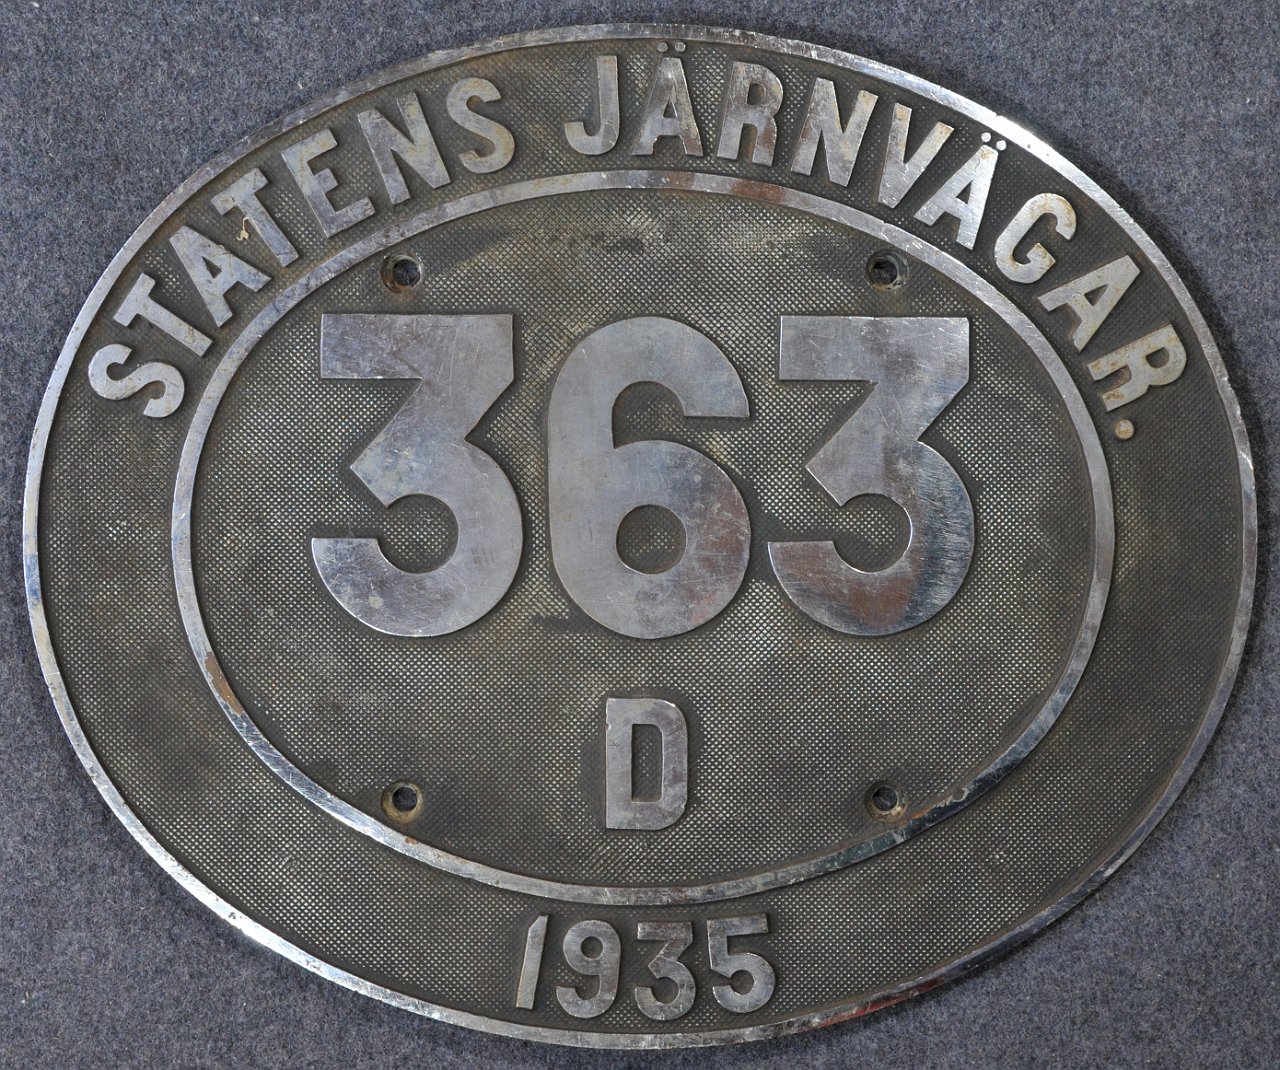 STATENS JÄRNVÄGAR.
363
D
1935